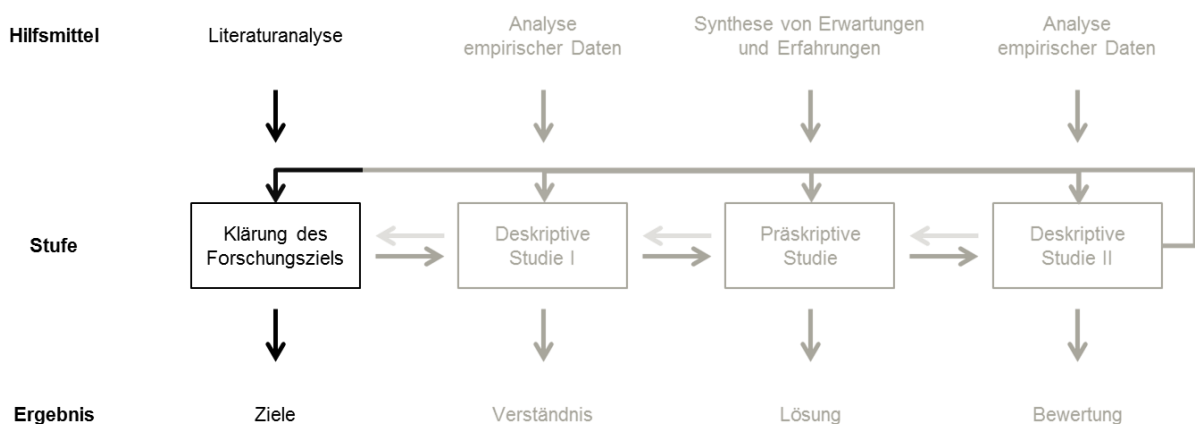 Hilfsmittel
Literaturanalyse
Analyse
empirischer Daten
Synthese von Erwartungen
und Erfahrungen
Analyse
empirischer Daten
Stufe
Klärung des
Forschungsziels
Deskriptive
Studie I
Präskriptive
Studie
Deskriptive
Studie II
Ergebnis
Ziele
Verständnis
Lösung
Bewertung